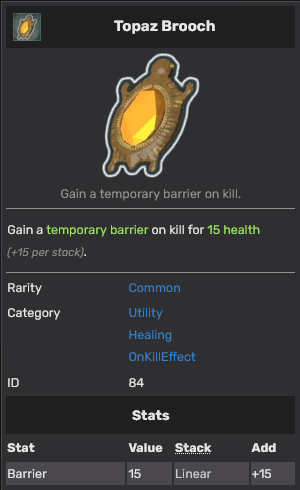 Topaz Brooch
Gain a temporary barrier on kill.
Gain a temporary barrier on kill for 15 health
(+15 per stack).
Rarity Common
Category Utility
Healing
OnKillEffect
ID 84
Stats
Stat Value Stack Add
Barrier 15 Linear +15